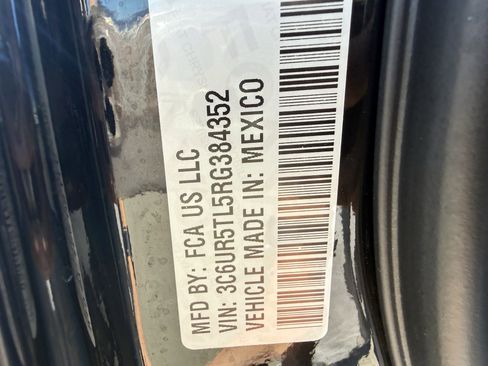 MFD BY: FCA US LLC
VIN: 3C6UR5TL5RG384352
VEHICLE MADE IN: MEXICO